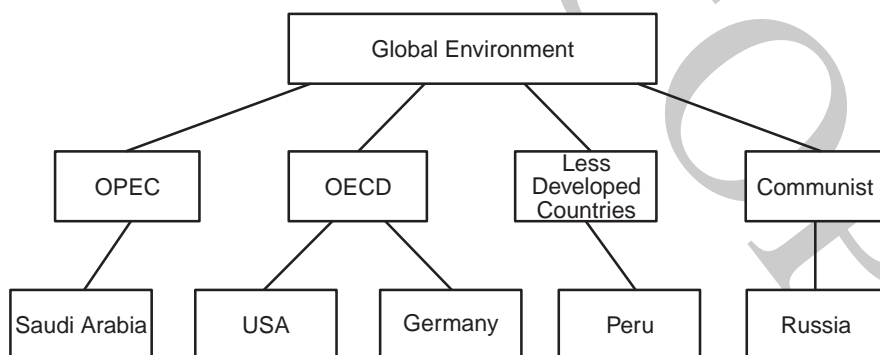 Global Environment
OPEC
OECD
Less
Developed
Countries
Communist
Saudi Arabia
USA
Germany
Peru
Russia